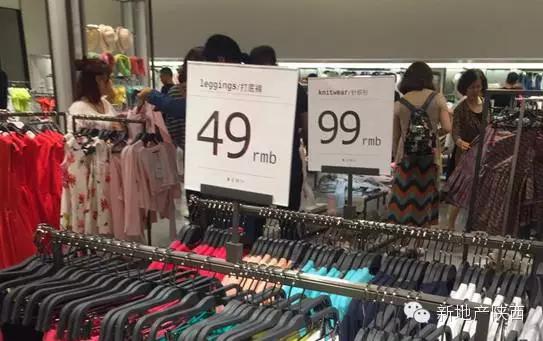 leggings/打底裤
49 rmb
knitwear/针织衫
99 rmb
新地产陕西